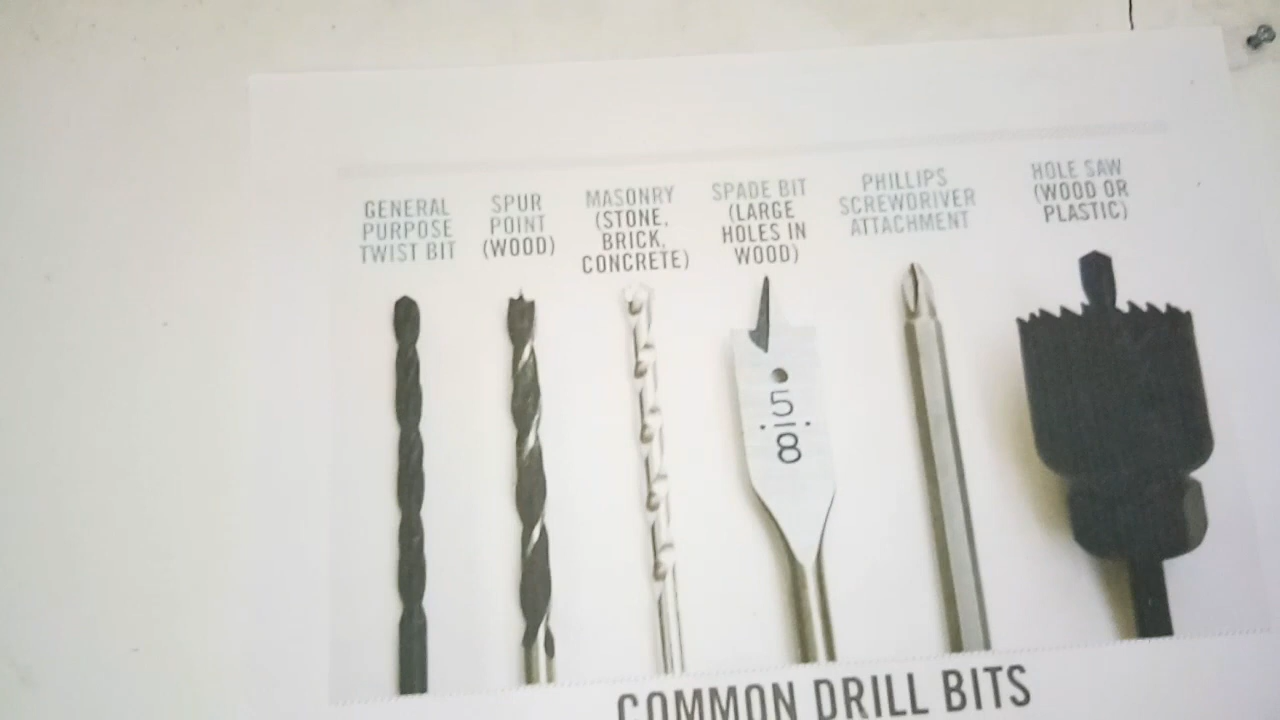 GENERAL
PURPOSE
TWIST BIT
SPUR
POINT
(WOOD)
MASONRY
(STONE,
BRICK,
CONCRETE)
SPADE BIT
(LARGE
HOLES IN
WOOD)
PHILLIPS
SCREWDRIVER
ATTACHMENT
HOLE SAW
(WOOD OR
PLASTIC)
5
8
COMMON DRILL BITS